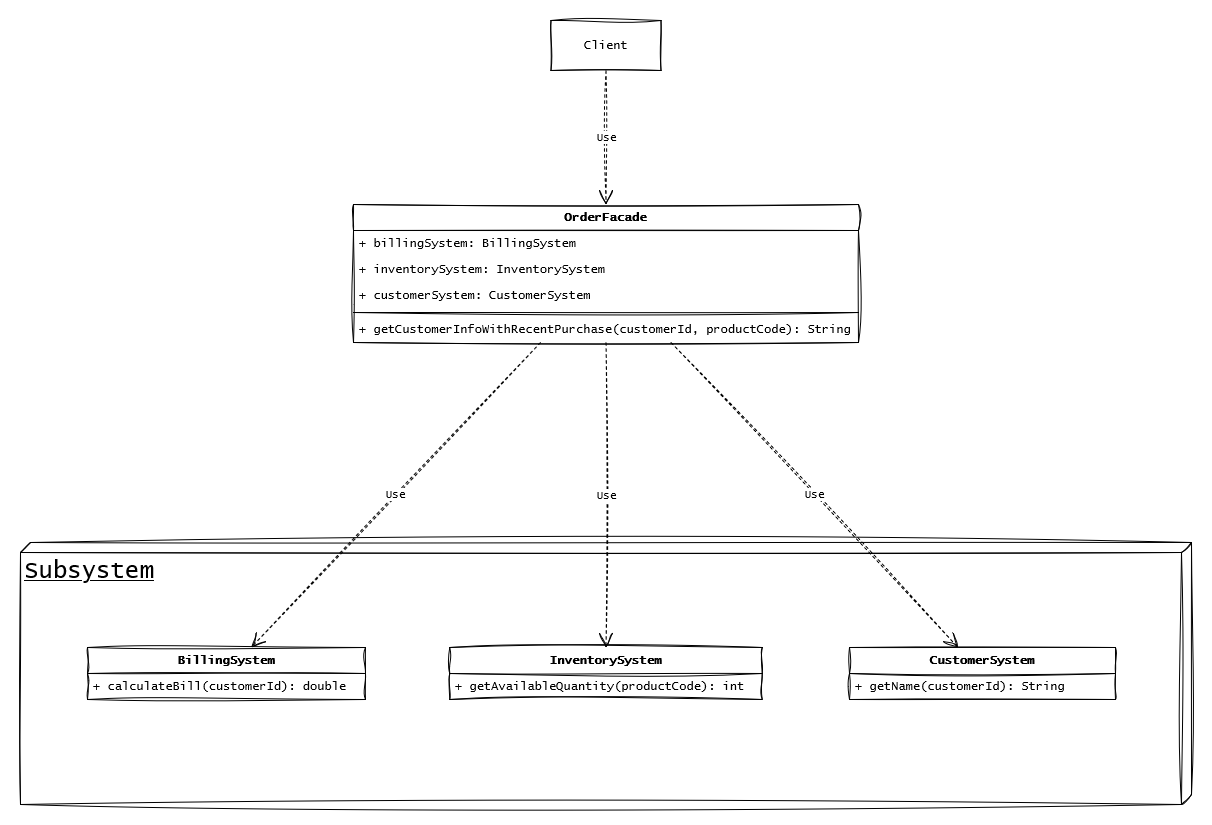 Client
Use
OrderFacade
+ billingSystem: BillingSystem
+ inventorySystem: InventorySystem
+ customerSystem: CustomerSystem
+ getCustomerInfoWithRecentPurchase(customerId, productCode): String
Use
Use
Use
Subsystem
BillingSystem
+ calculateBill(customerId): double
InventorySystem
+ getAvailableQuantity(productCode): int
CustomerSystem
+ getName(customerId): String